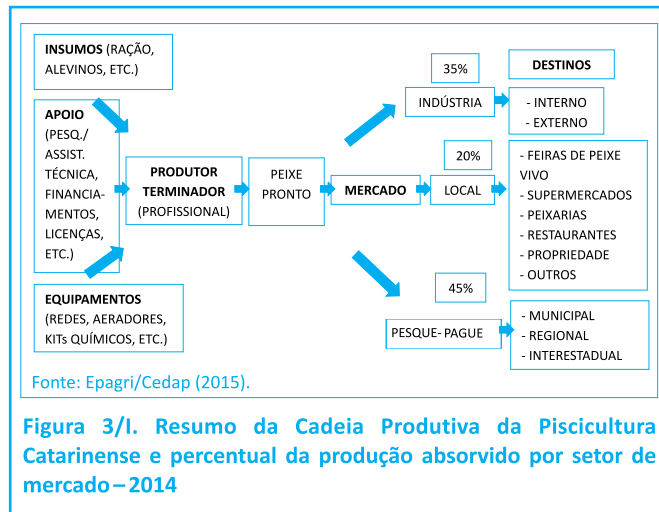 INSUMOS (RAÇÃO,
ALEVINOS, ETC.)
APOIO
(PESQ./
ASSIST.
TÉCNICA,
FINANCIA-
MENTOS,
LICENÇAS,
ETC.)
EQUIPAMENTOS
(REDES, AERADORES,
KITs QUÍMICOS, ETC.)
PRODUTOR
TERMINADOR
(PROFISSIONAL)
PEIXE
PRONTO
MERCADO
35%
INDÚSTRIA
20%
LOCAL
45%
PESQUE- PAGUE
DESTINOS
- INTERNO
- EXTERNO
- FEIRAS DE PEIXE
VIVO
- SUPERMERCADOS
- PEIXARIAS
- RESTAURANTES
- PROPRIEDADE
- OUTROS
- MUNICIPAL
- REGIONAL
- INTERESTADUAL
Fonte: Epagri/Cedap (2015).
Figura 3/I. Resumo da Cadeia Produtiva da Piscicultura
Catarinense e percentual da produção absorvido por setor de
mercado – 2014